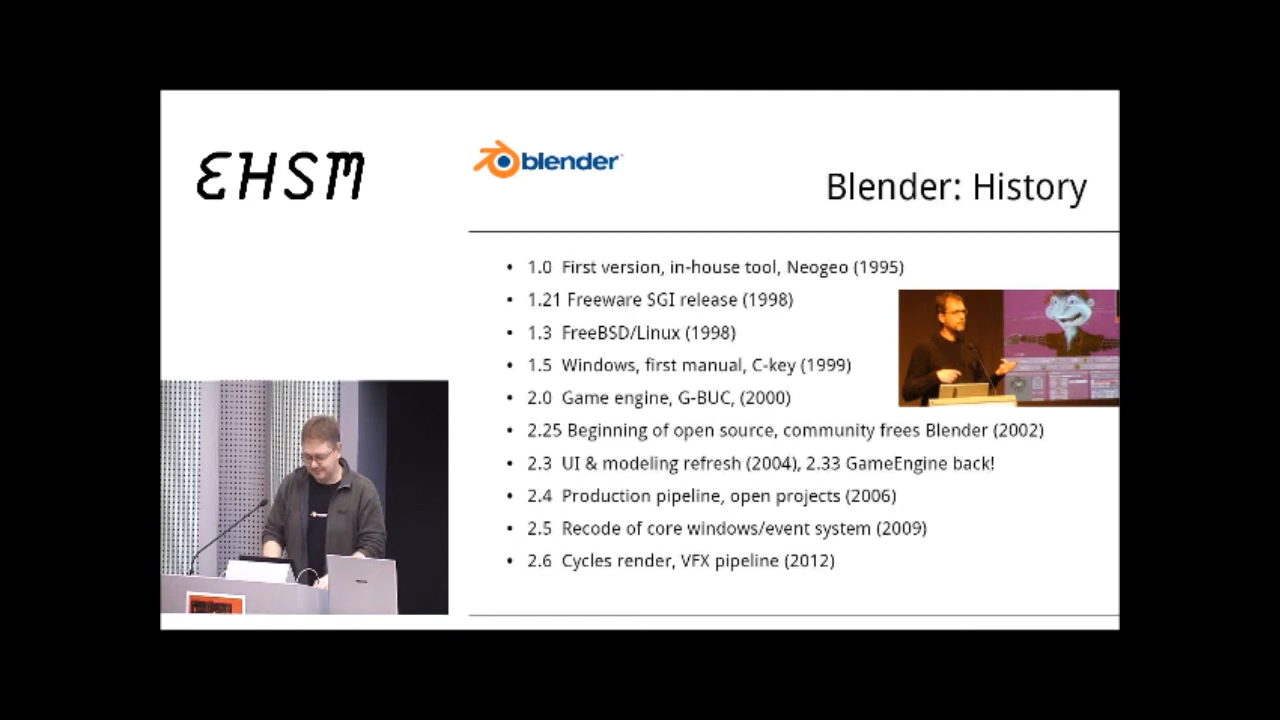 EHSM
blender
Blender: History
• 1.0 First version, in-house tool, Neogeo (1995)
• 1.21 Freeware SGI release (1998)
• 1.3 FreeBSD/Linux (1998)
• 1.5 Windows, first manual, C-key (1999)
• 2.0 Game engine, G-BUC, (2000)
• 2.25 Beginning of open source, community frees Blender (2002)
• 2.3 UI & modeling refresh (2004), 2.33 GameEngine back!
• 2.4 Production pipeline, open projects (2006)
• 2.5 Recode of core windows/event system (2009)
• 2.6 Cycles render, VFX pipeline (2012)